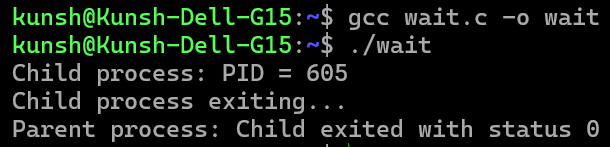 kunsh@Kunsh-Dell-G15:~$ gcc wait.c -o wait
kunsh@Kunsh-Dell-G15:~$ ./wait
Child process: PID = 605
Child process exiting...
Parent process: Child exited with status 0